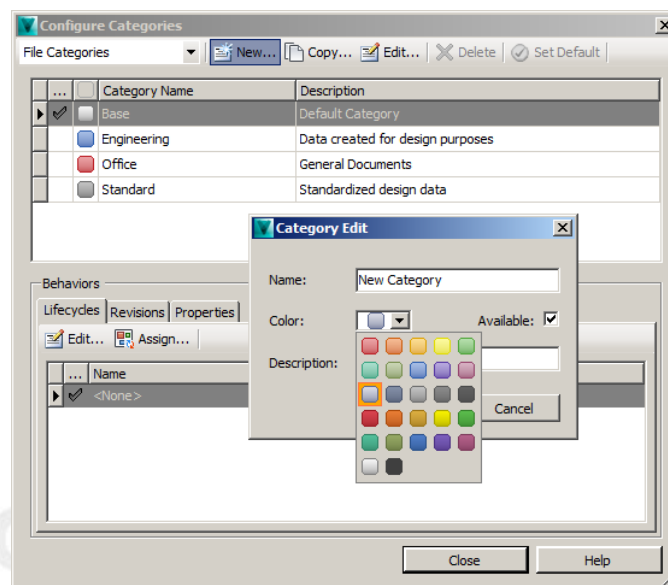 Configure Categories
File Categories New... Copy... Edit... Delete Set Default
... Category Name Description
Base Default Category
Engineering Data created for design purposes
Office General Documents
Standard Standardized design data
Category Edit
Name: New Category
Color: Available:
Description:
Cancel
Behaviors
Lifecycles Revisions Properties
Edit... Assign...
... Name
<None>
Close Help